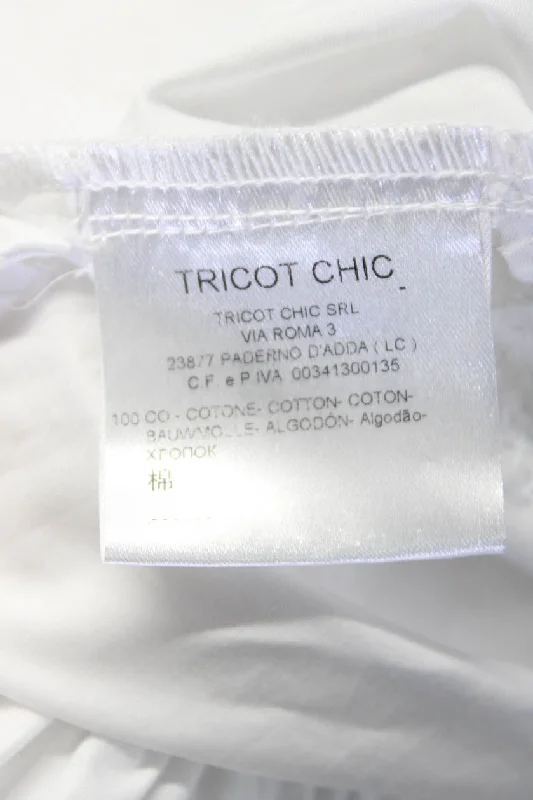 TRICOT CHIC
TRICOT CHIC SRL
VIA ROMA 3
23877 PADERNO D'ADDA ( LC )
C.F. e P.IVA 00341300135
100 CO - COTONE- COTTON- COTON-
BAUMWOLLE- ALGODÓN- Algodão-
ХЛОПОК
棉